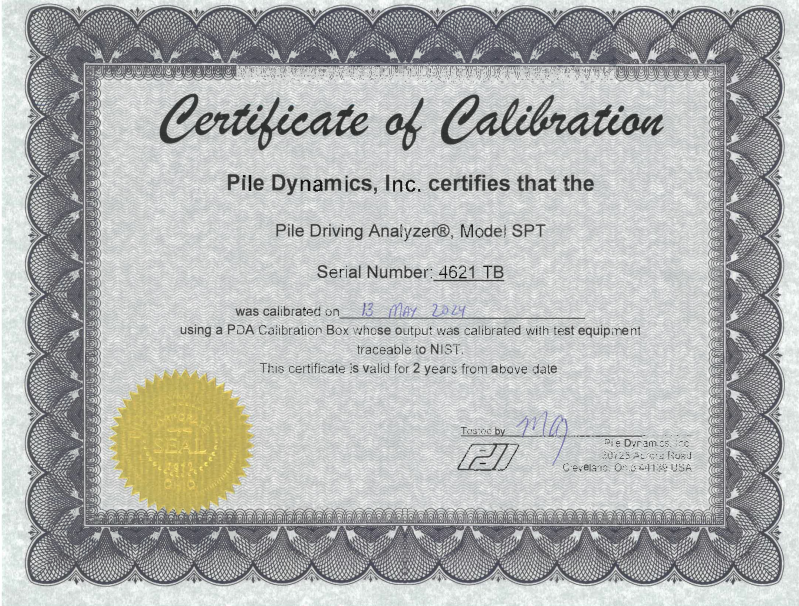 Certificate of Calibration
Pile Dynamics, Inc. certifies that the
Pile Driving Analyzer®, Model SPT
Serial Number: 4621 TB
was calibrated on 13 MAY 2024
using a PDA Calibration Box whose output was calibrated with test equipment
traceable to NIST.
This certificate is valid for 2 years from above date
Tested by
Pile Dynamics, Inc.
30725 Aurora Road
Cleveland, Ohio 44139 USA
PDI
SEAL
OHIO